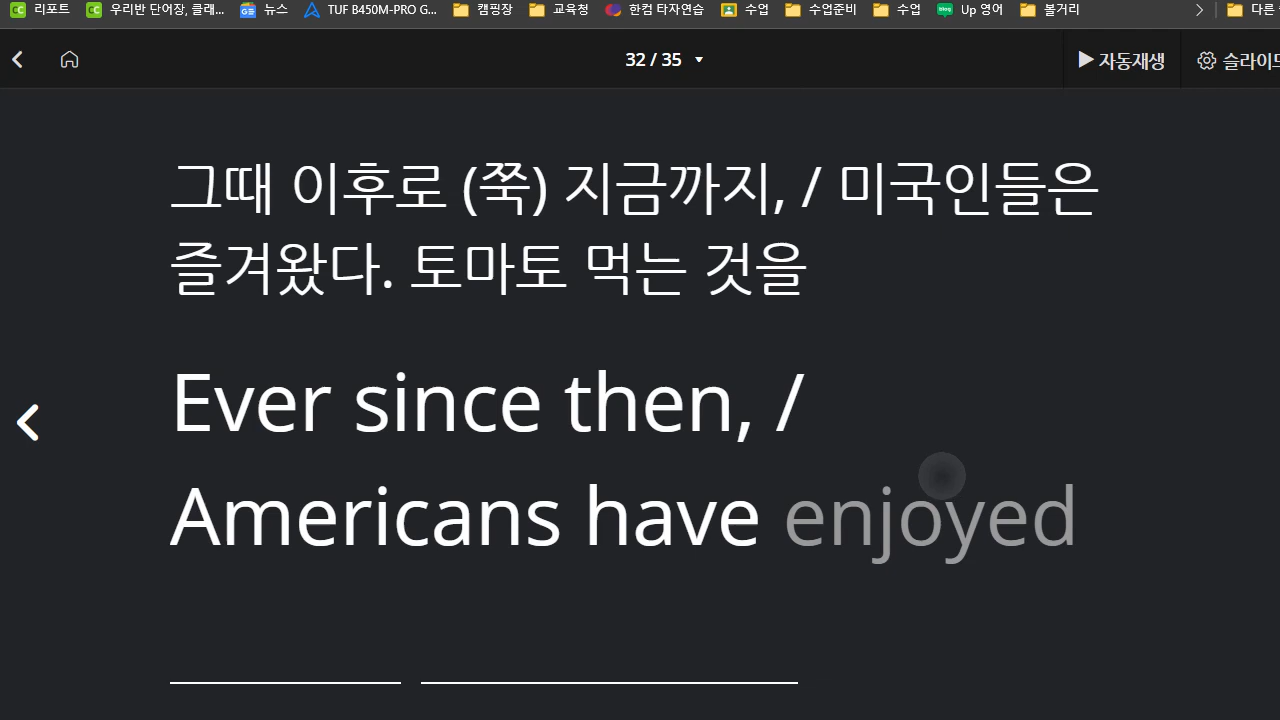 리포트 우리반 단어장, 클래... 뉴스 TUF B450M-PRO G... 캠핑장 교육청 한컴 타자연습 수업 수업준비 수업 Up 영어 볼거리 다른
32 / 35 자동재생 슬라이드
그때 이후로 (쭉) 지금까지, / 미국인들은
즐겨왔다. 토마토 먹는 것을
Ever since then, /
Americans have enjoyed